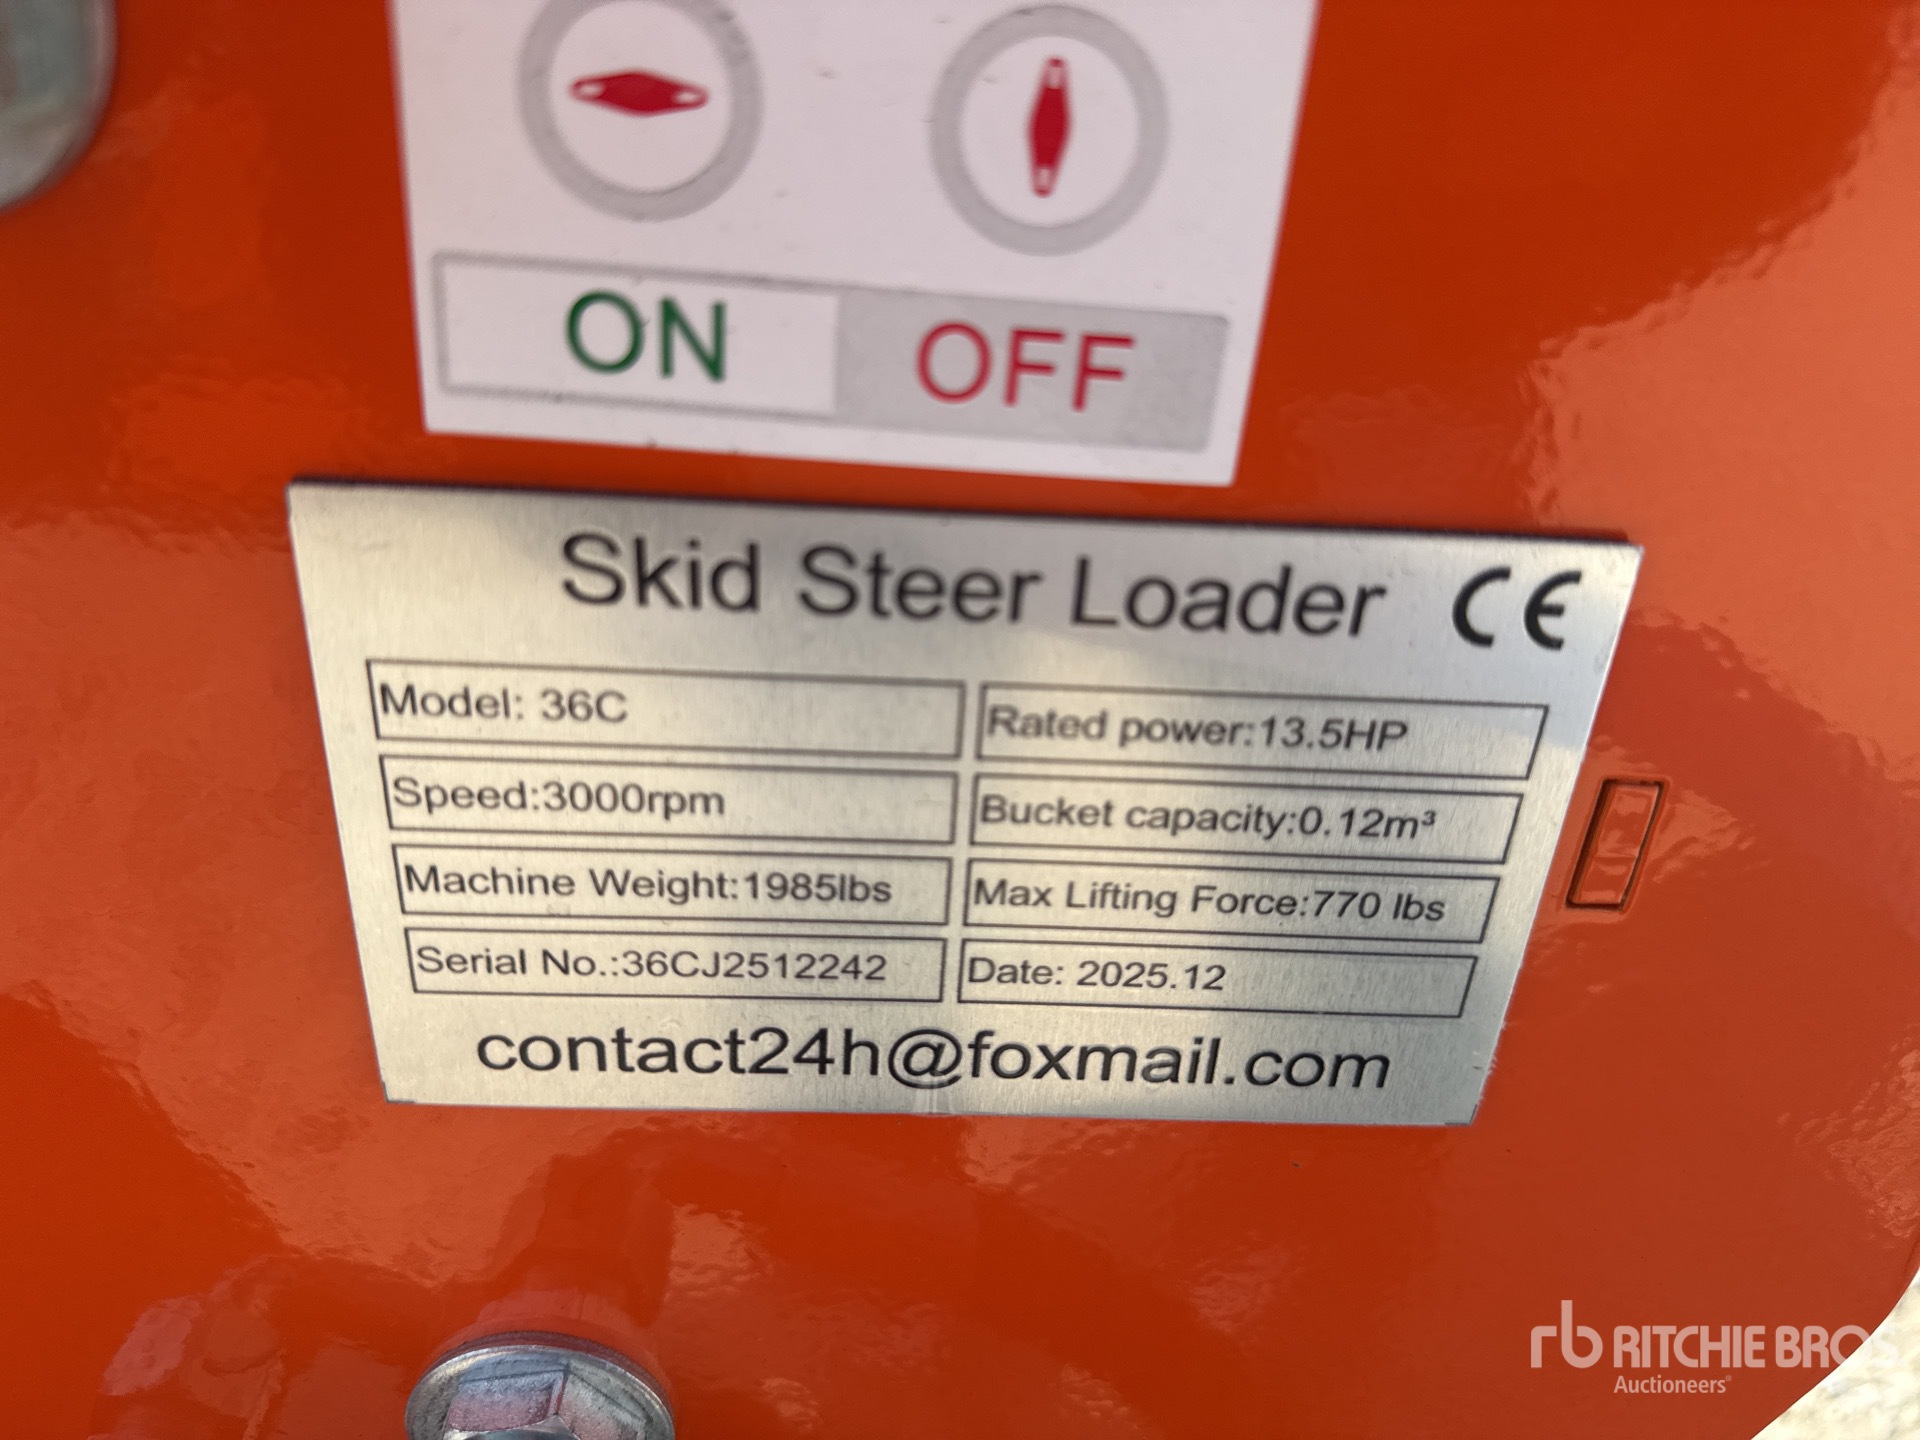 ON OFF
Skid Steer Loader CE
Model: 36C
Rated power:13.5HP
Speed:3000rpm
Bucket capacity:0.12m³
Machine Weight:1985lbs
Max Lifting Force:770 lbs
Serial No.:36CJ2512242
Date: 2025.12
contact24h@foxmail.com
rb RITCHIE BROS
Auctioneers